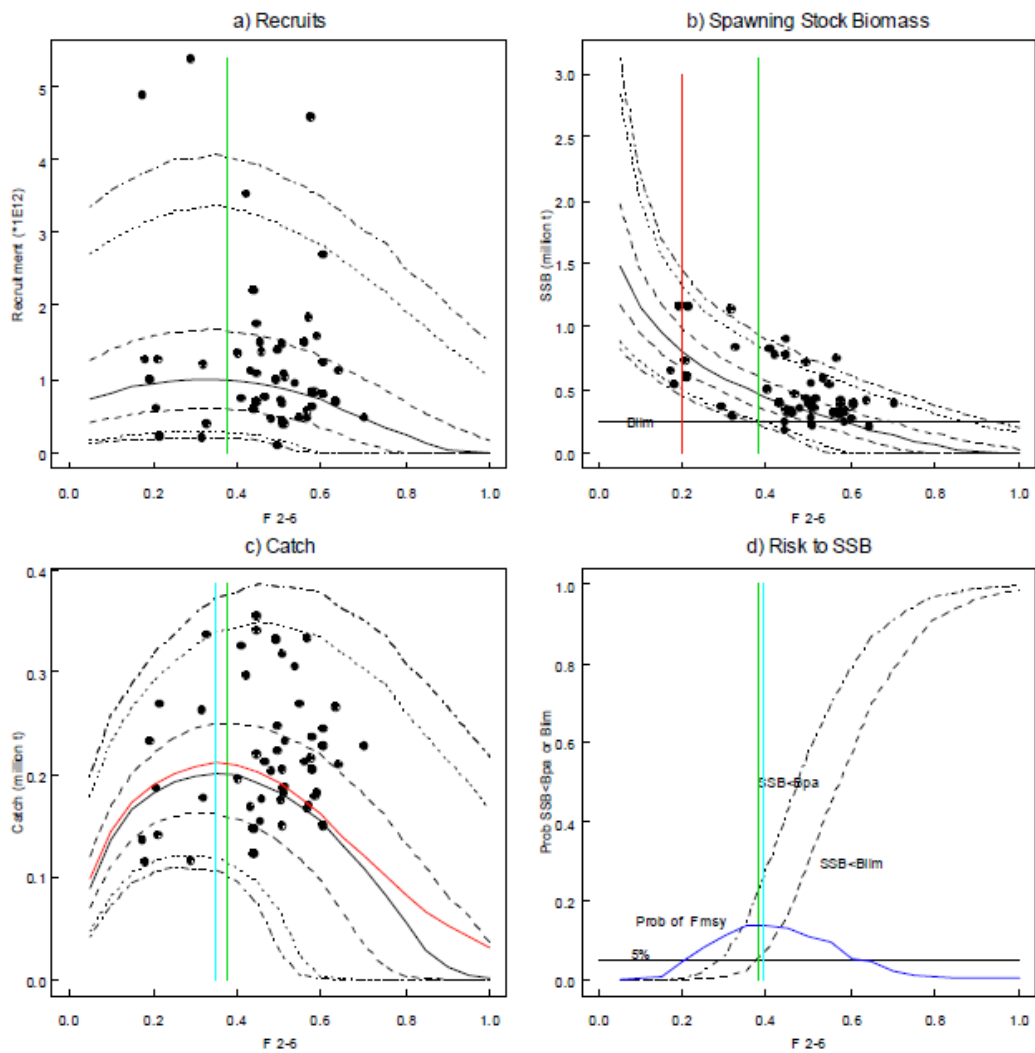 a) Recruits
Recruitment (*1E12)
5
4
3
2
1
0
0.0 0.2 0.4 0.6 0.8 1.0
F 2-6
b) Spawning Stock Biomass
SSB (million t)
3.0
2.5
2.0
1.5
1.0
0.5
0.0
Blim
0.0 0.2 0.4 0.6 0.8 1.0
F 2-6
c) Catch
Catch (million t)
0.4
0.3
0.2
0.1
0.0
0.0 0.2 0.4 0.6 0.8 1.0
F 2-6
d) Risk to SSB
Prob SSB<Bpa or Blim
1.0
0.8
0.6
0.4
0.2
0.0
SSB<Bpa
SSB<Blim
Prob of Fmsy
5%
0.0 0.2 0.4 0.6 0.8 1.0
F 2-6